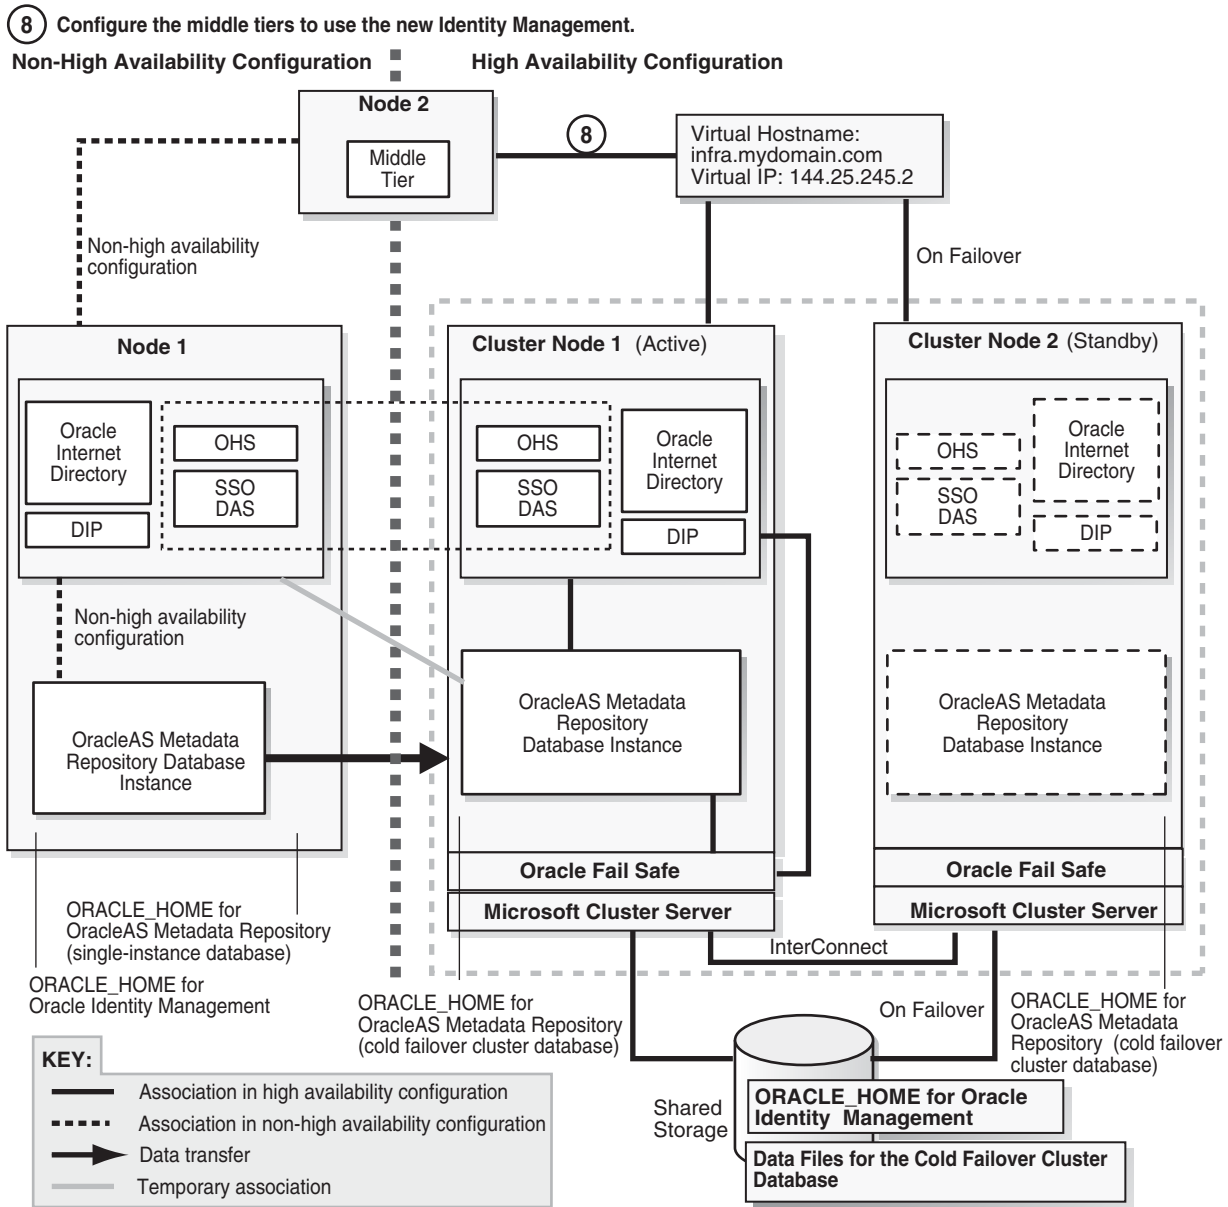 8 Configure the middle tiers to use the new Identity Management.
Non-High Availability Configuration
High Availability Configuration
Node 2
Middle
Tier
8
Virtual Hostname:
infra.mydomain.com
Virtual IP: 144.25.245.2
Non-high availability
configuration
On Failover
Node 1
Oracle
Internet
Directory
DIP
OHS
SSO
DAS
Non-high availability
configuration
OracleAS Metadata
Repository Database
Instance
Cluster Node 1 (Active)
OHS
SSO
DAS
Oracle
Internet
Directory
DIP
OracleAS Metadata
Repository
Database Instance
Oracle Fail Safe
Microsoft Cluster Server
Cluster Node 2 (Standby)
OHS
SSO
DAS
Oracle
Internet
Directory
DIP
OracleAS Metadata
Repository
Database Instance
Oracle Fail Safe
Microsoft Cluster Server
InterConnect
ORACLE_HOME for
OracleAS Metadata Repository
(single-instance database)
ORACLE_HOME for
Oracle Identity Management
ORACLE_HOME for
OracleAS Metadata Repository
(cold failover cluster database)
On Failover
ORACLE_HOME for
OracleAS Metadata
Repository (cold failover
cluster database)
Shared
Storage
ORACLE_HOME for Oracle
Identity Management
Data Files for the Cold Failover Cluster
Database
KEY:
Association in high availability configuration
Association in non-high availability configuration
Data transfer
Temporary association